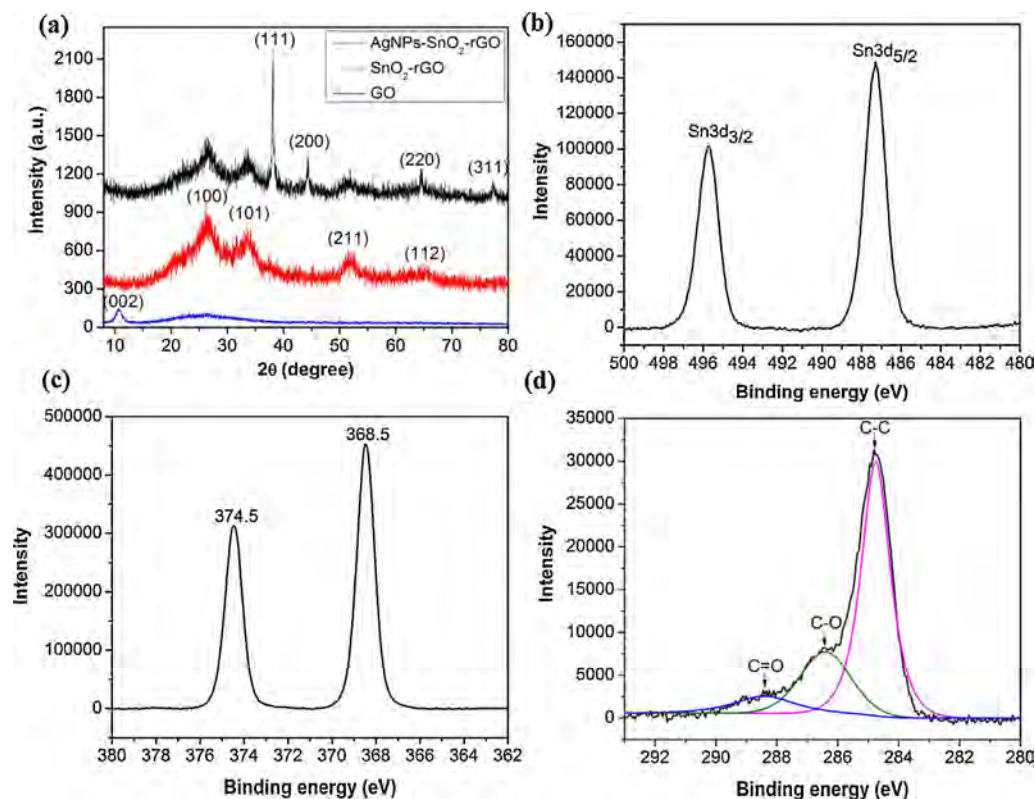 (a)
(111)
AgNPs-SnO₂-rGO
SnO₂-rGO
GO
(200)
(220)
(311)
(100)
(101)
(211)
(112)
(002)
2100
1800
1500
1200
900
600
300
0
Intensity (a.u.)
10 20 30 40 50 60 70 80
2θ (degree)
(b)
Sn3d₅/₂
Sn3d₃/₂
160000
140000
120000
100000
80000
60000
40000
20000
0
Intensity
500 498 496 494 492 490 488 486 484 482 480
Binding energy (eV)
(c)
368.5
374.5
500000
400000
300000
200000
100000
0
Intensity
380 378 376 374 372 370 368 366 364 362
Binding energy (eV)
(d)
C-C
C-O
C=O
35000
30000
25000
20000
15000
10000
5000
0
Intensity
292 290 288 286 284 282 280
Binding energy (eV)